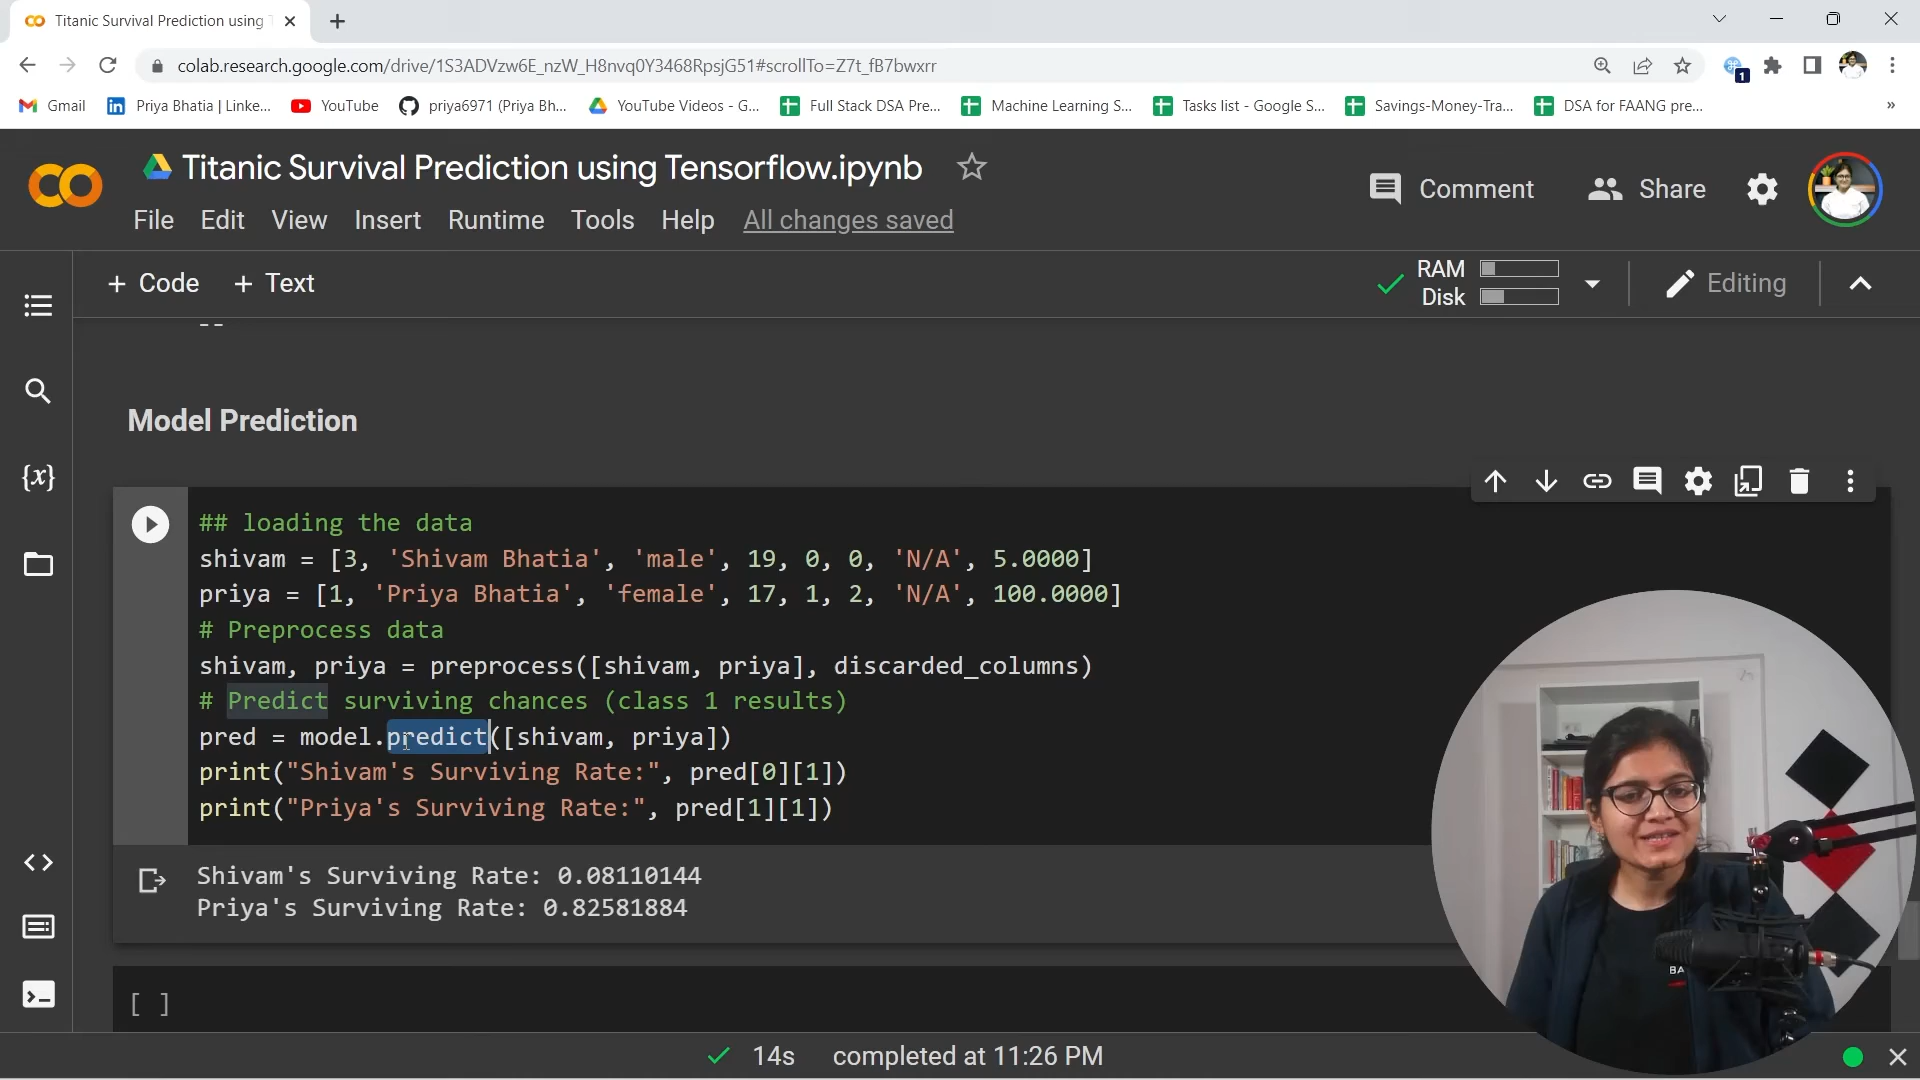 Titanic Survival Prediction using T
colab.research.google.com/drive/1S3ADVzw6E_nzW_H8nvq0Y3468RpsjG51#scrollTo=Z7t_fB7bwxrr
1
Gmail
Priya Bhatia | Linke...
YouTube
priya6971 (Priya Bh...
YouTube Videos - G...
Full Stack DSA Pre...
Machine Learning S...
Tasks list - Google S...
Savings-Money-Tra...
DSA for FAANG pre...
»
Titanic Survival Prediction using Tensorflow.ipynb
Comment
Share
File Edit View Insert Runtime Tools Help All changes saved
+ Code + Text
RAM
Disk
Editing
Model Prediction
## loading the data
shivam = [3, 'Shivam Bhatia', 'male', 19, 0, 0, 'N/A', 5.0000]
priya = [1, 'Priya Bhatia', 'female', 17, 1, 2, 'N/A', 100.0000]
# Preprocess data
shivam, priya = preprocess([shivam, priya], discarded_columns)
# Predict surviving chances (class 1 results)
pred = model.predict([shivam, priya])
print("Shivam's Surviving Rate:", pred[0][1])
print("Priya's Surviving Rate:", pred[1][1])
Shivam's Surviving Rate: 0.08110144
Priya's Surviving Rate: 0.82581884
[ ]
BA
14s completed at 11:26 PM